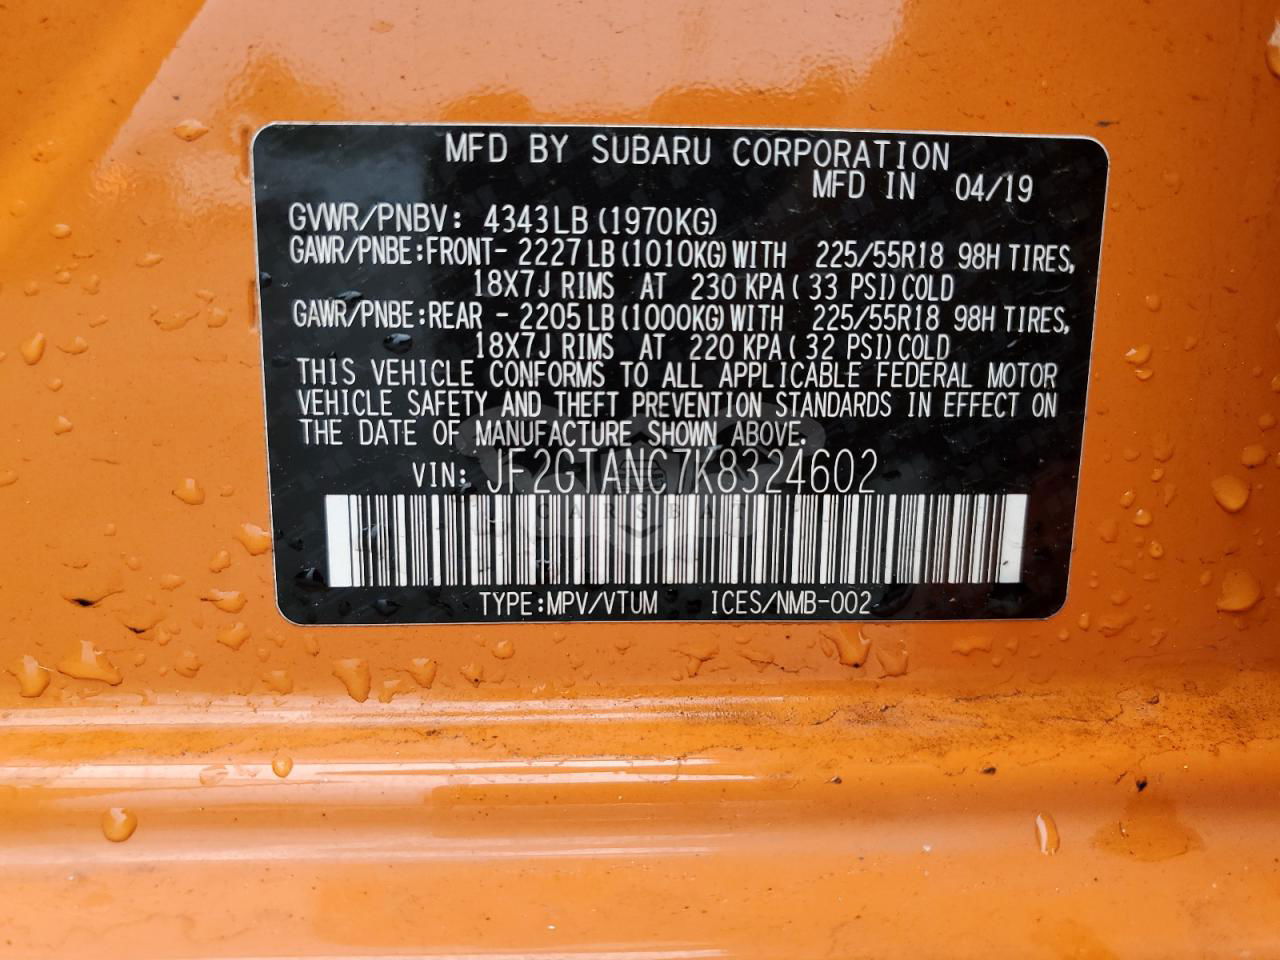 MFD BY SUBARU CORPORATION
MFD IN 04/19
GVWR/PNBV: 4343LB (1970KG)
GAWR/PNBE:FRONT- 2227LB (1010KG) WITH 225/55R18 98H TIRES,
18X7J RIMS AT 230 KPA( 33 PSI) COLD
GAWR/PNBE:REAR - 2205LB (1000KG) WITH 225/55R18 98H TIRES,
18X7J RIMS AT 220 KPA( 32 PSI) COLD
THIS VEHICLE CONFORMS TO ALL APPLICABLE FEDERAL MOTOR
VEHICLE SAFETY AND THEFT PREVENTION STANDARDS IN EFFECT ON
THE DATE OF MANUFACTURE SHOWN ABOVE.
VIN: JF2GTANC7K8324602
TYPE:MPV/VTUM ICES/NMB-002